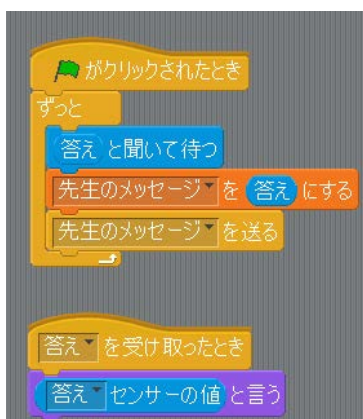 がクリックされたとき
ずっと
答え と聞いて待つ
先生のメッセージ を 答え にする
先生のメッセージ を送る
答え を受け取ったとき
答え センサーの値 と言う